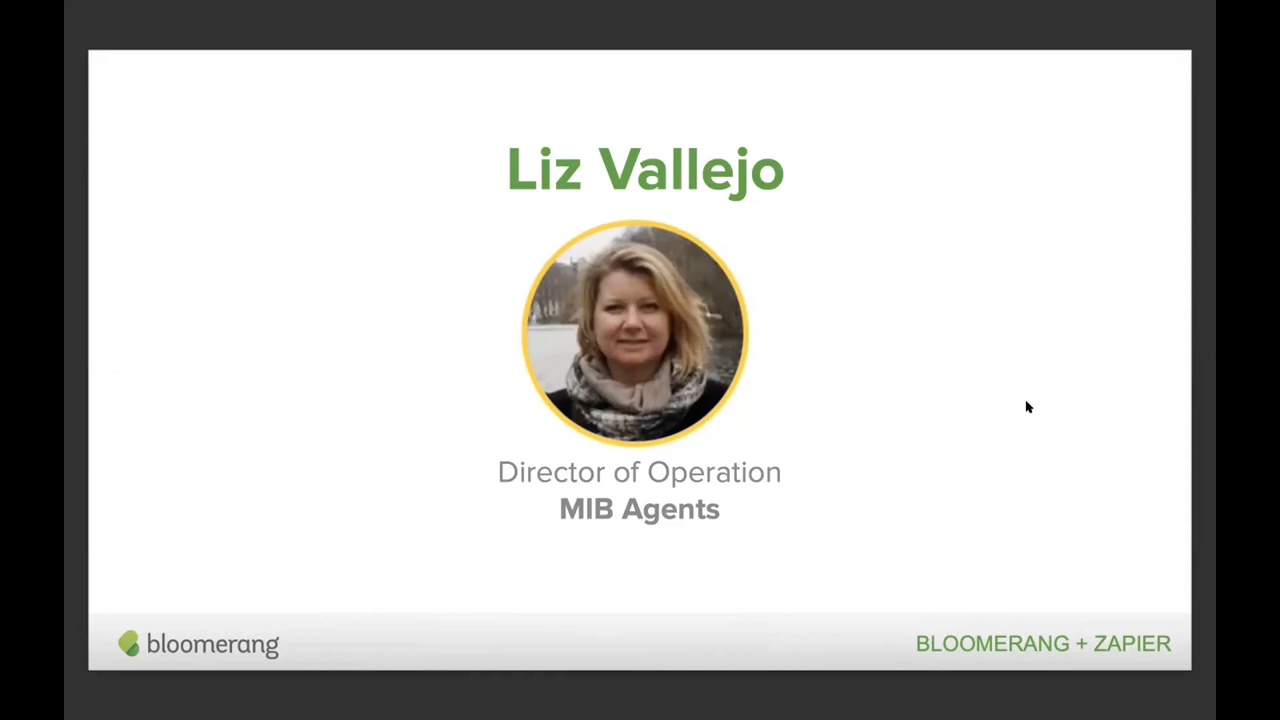 Liz Vallejo
Director of Operation
MIB Agents
bloomerang
BLOOMERANG + ZAPIER